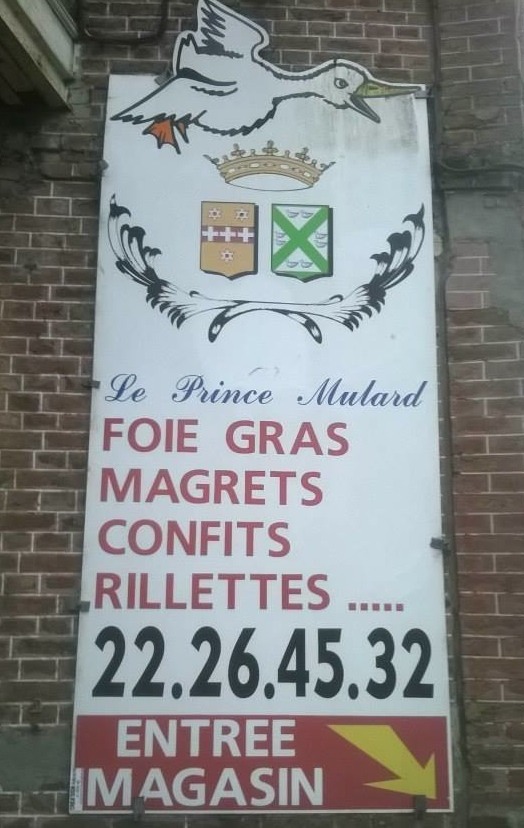 Le Prince Mulard
FOIE GRAS
MAGRETS
CONFITS
RILLETTES .....
22.26.45.32
ENTREE
MAGASIN